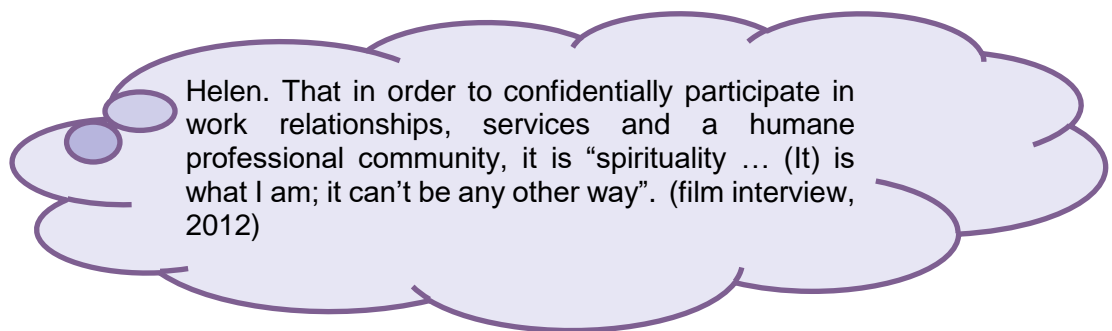 Helen. That in order to confidentially participate in
work relationships, services and a humane
professional community, it is “spirituality … (It) is
what I am; it can’t be any other way”. (film interview,
2012)